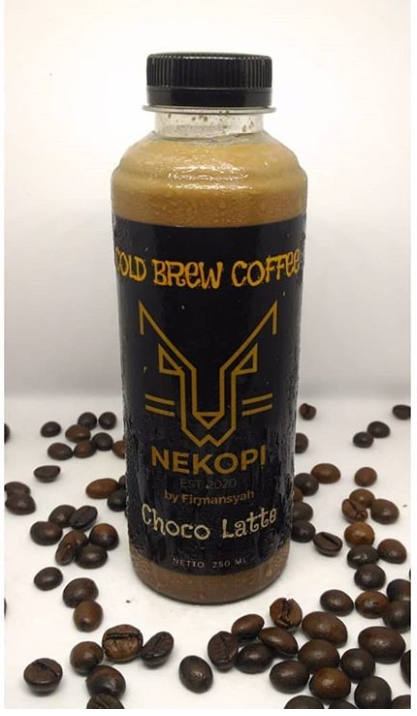 COLD BREW COFFEE
NEKOPI
EST 2020
by Firmansyah
Choco Latte
NETTO 250 ML